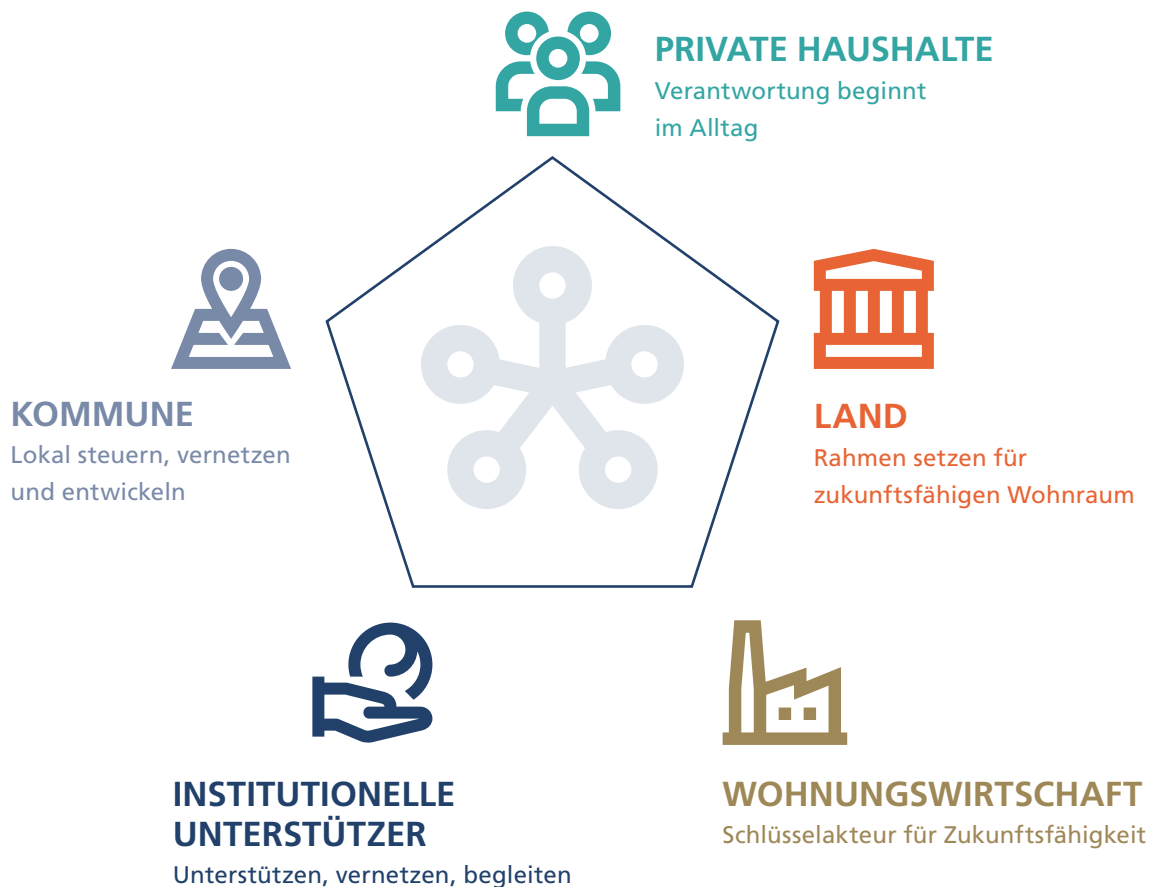 PRIVATE HAUSHALTE
Verantwortung beginnt
im Alltag
KOMMUNE
Lokal steuern, vernetzen
und entwickeln
LAND
Rahmen setzen für
zukunftsfähigen Wohnraum
INSTITUTIONELLE
UNTERSTÜTZER
Unterstützen, vernetzen, begleiten
WOHNUNGSWIRTSCHAFT
Schlüsselakteur für Zukunftsfähigkeit